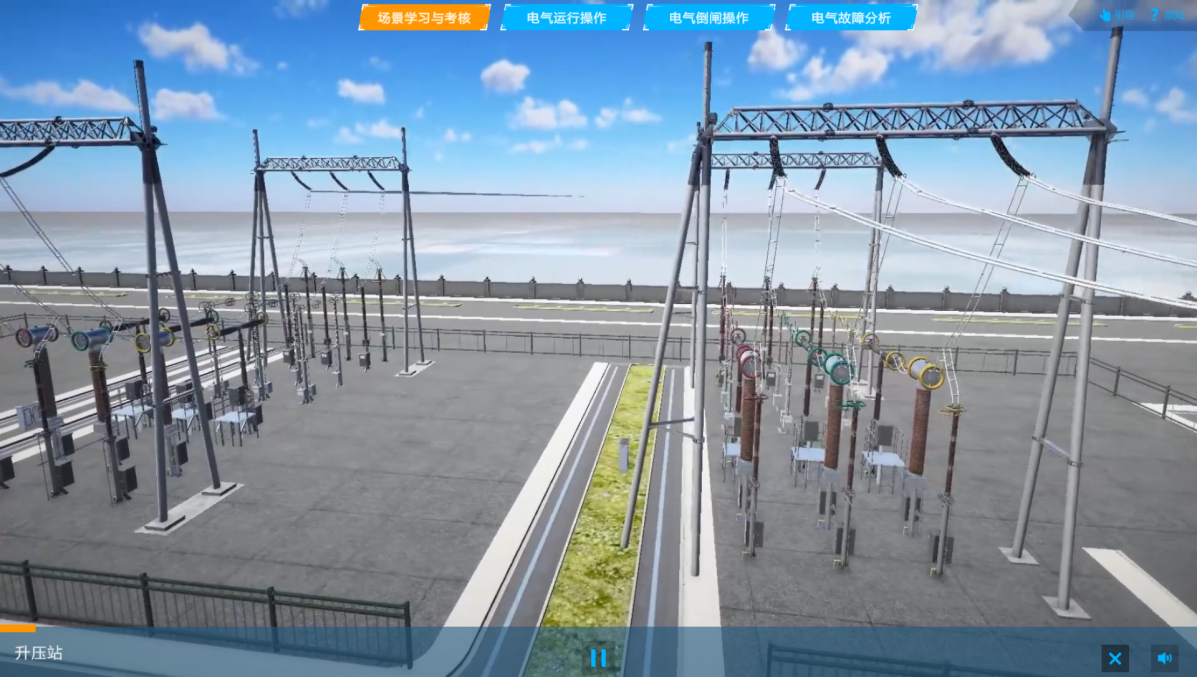 场景学习与考核
电气运行操作
电气倒闸操作
电气故障分析
升压站